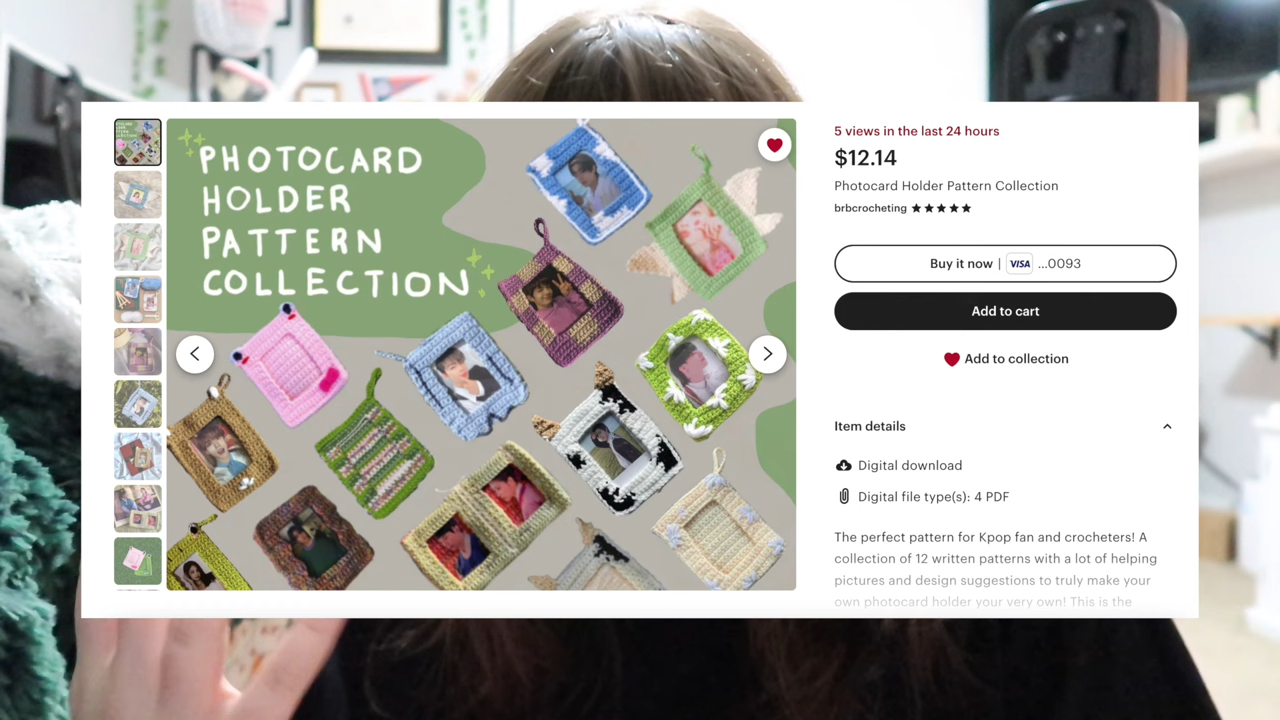 PHOTOCARD
HOLDER
PATTERN
COLLECTION
5 views in the last 24 hours
$12.14
Photocard Holder Pattern Collection
brbcrocheting ★★★★★
Buy it now | VISA ...0093
Add to cart
Add to collection
Item details
Digital download
Digital file type(s): 4 PDF
The perfect pattern for Kpop fan and crocheters! A
collection of 12 written patterns with a lot of helping
pictures and design suggestions to truly make your
own photocard holder your very own! This is the